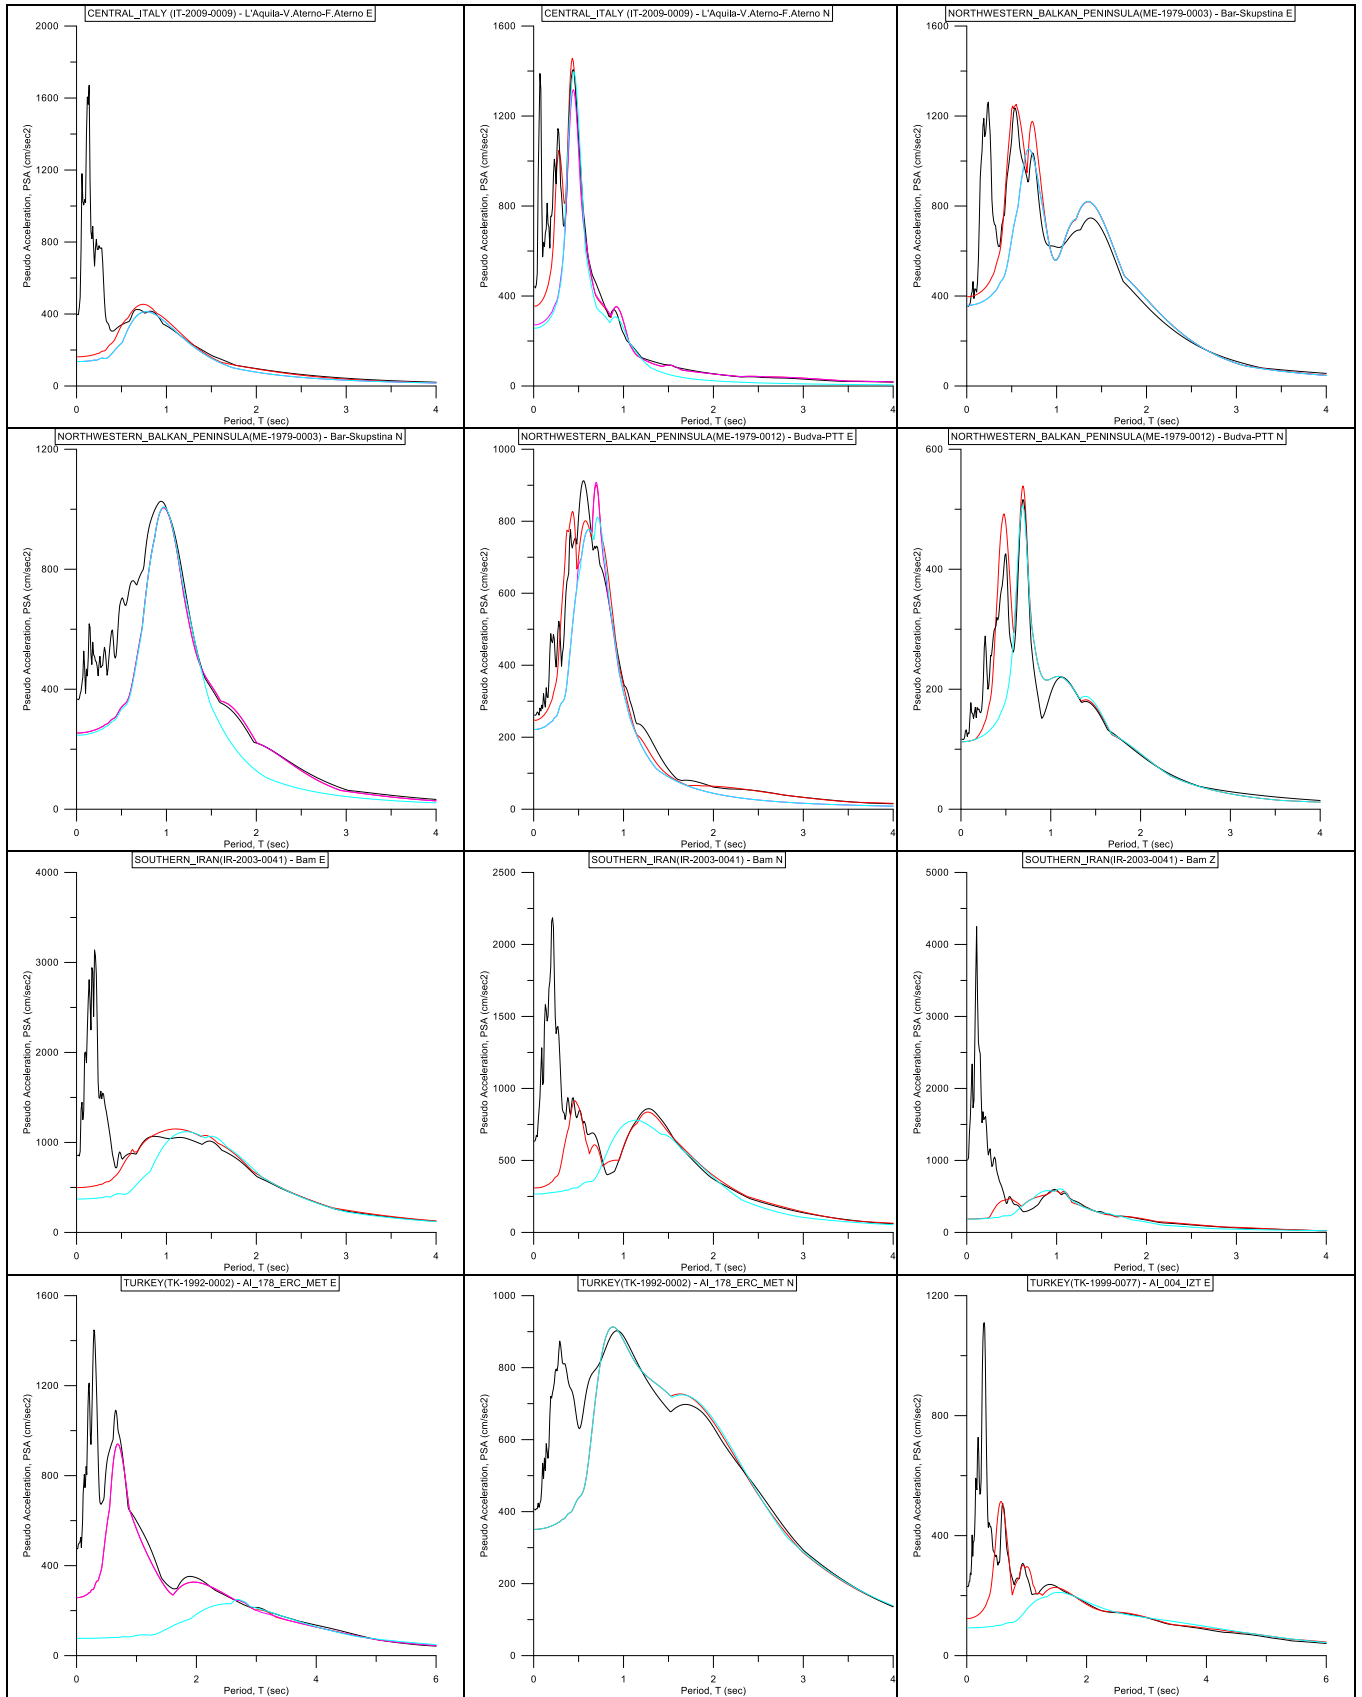 CENTRAL_ITALY (IT-2009-0009) - L'Aquila-V.Aterno-F.Aterno E
2000
1600
1200
800
400
0
Pseudo Acceleration, PSA (cm/sec2)
0 1 2 3 4
Period, T (sec)
CENTRAL_ITALY (IT-2009-0009) - L'Aquila-V.Aterno-F.Aterno N
1600
1200
800
400
0
Pseudo Acceleration, PSA (cm/sec2)
0 1 2 3 4
Period, T (sec)
NORTHWESTERN_BALKAN_PENINSULA(ME-1979-0003) - Bar-Skupstina E
1600
1200
800
400
0
Pseudo Acceleration, PSA (cm/sec2)
0 1 2 3 4
Period, T (sec)
NORTHWESTERN_BALKAN_PENINSULA(ME-1979-0003) - Bar-Skupstina N
1200
800
400
0
Pseudo Acceleration, PSA (cm/sec2)
0 1 2 3 4
Period, T (sec)
NORTHWESTERN_BALKAN_PENINSULA(ME-1979-0012) - Budva-PTT E
1000
800
600
400
200
0
Pseudo Acceleration, PSA (cm/sec2)
0 1 2 3 4
Period, T (sec)
NORTHWESTERN_BALKAN_PENINSULA(ME-1979-0012) - Budva-PTT N
600
400
200
0
Pseudo Acceleration, PSA (cm/sec2)
0 1 2 3 4
Period, T (sec)
SOUTHERN_IRAN(IR-2003-0041) - Bam E
4000
3000
2000
1000
0
Pseudo Acceleration, PSA (cm/sec2)
0 1 2 3 4
Period, T (sec)
SOUTHERN_IRAN(IR-2003-0041) - Bam N
2500
2000
1500
1000
500
0
Pseudo Acceleration, PSA (cm/sec2)
0 1 2 3 4
Period, T (sec)
SOUTHERN_IRAN(IR-2003-0041) - Bam Z
5000
4000
3000
2000
1000
0
Pseudo Acceleration, PSA (cm/sec2)
0 1 2 3 4
Period, T (sec)
TURKEY(TK-1992-0002) - AI_178_ERC_MET E
1600
1200
800
400
0
Pseudo Acceleration, PSA (cm/sec2)
0 2 4 6
Period, T (sec)
TURKEY(TK-1992-0002) - AI_178_ERC_MET N
1000
800
600
400
200
0
Pseudo Acceleration, PSA (cm/sec2)
0 1 2 3 4
Period, T (sec)
TURKEY(TK-1999-0077) - AI_004_IZT E
1200
800
400
0
Pseudo Acceleration, PSA (cm/sec2)
0 2 4 6
Period, T (sec)